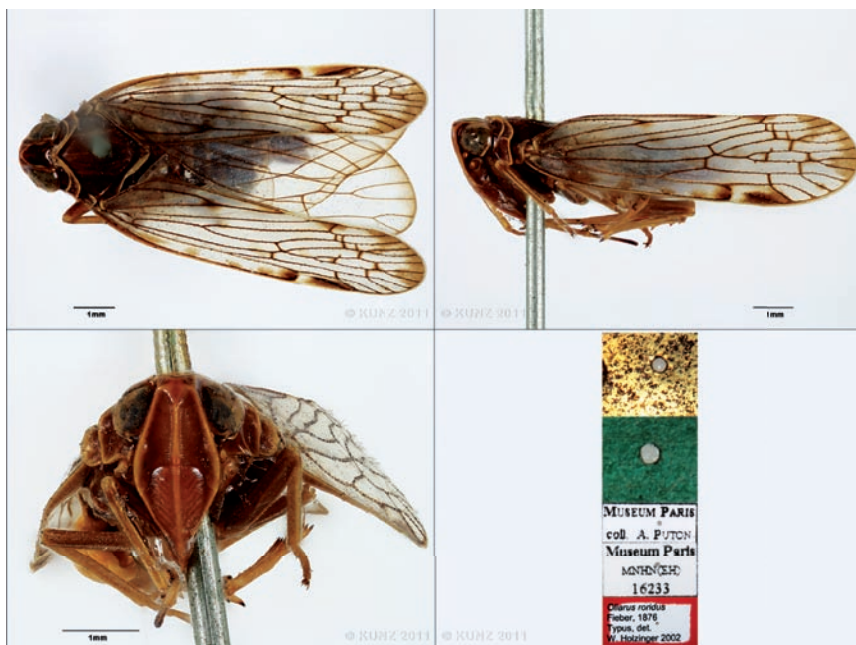 1mm
© KUNZ 2011
1mm
© KUNZ 2011
1mm
© KUNZ 2011
© KUNZ 2011
MUSEUM PARIS
coll. A. PUTON
Museum Paris
MNHN(EH)
16233
Oliarus roridus
Fieber, 1876
Typus, det.
W. Holzinger 2002